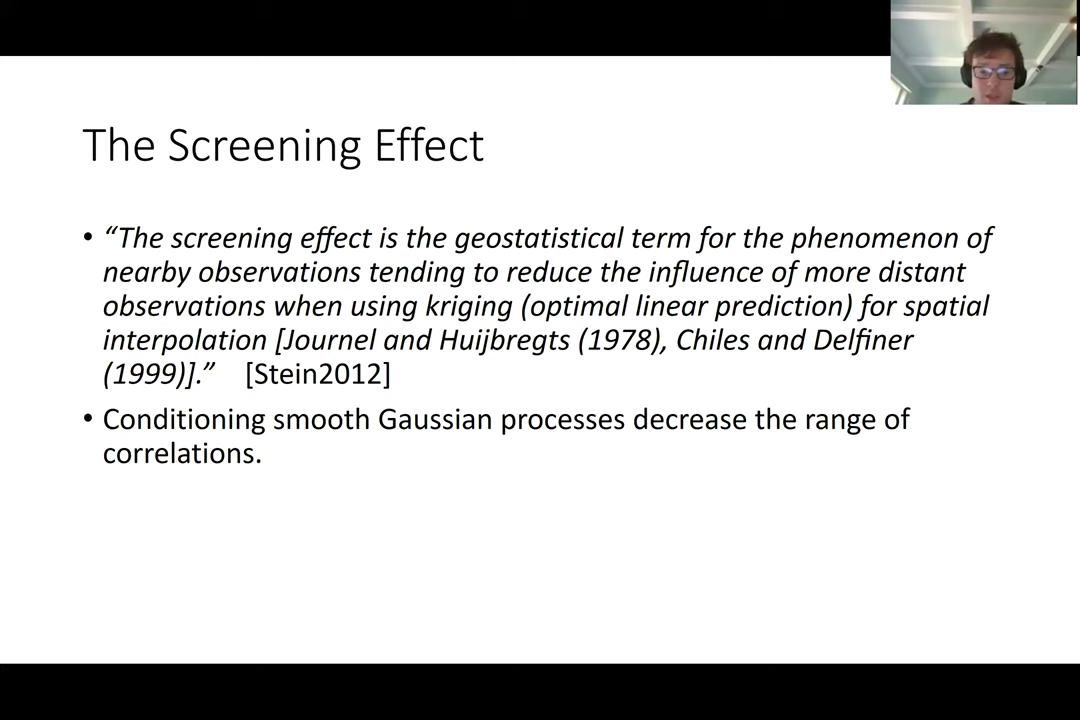 The Screening Effect
• “The screening effect is the geostatistical term for the phenomenon of
nearby observations tending to reduce the influence of more distant
observations when using kriging (optimal linear prediction) for spatial
interpolation [Journel and Huijbregts (1978), Chiles and Delfiner
(1999)].” [Stein2012]
• Conditioning smooth Gaussian processes decrease the range of
correlations.